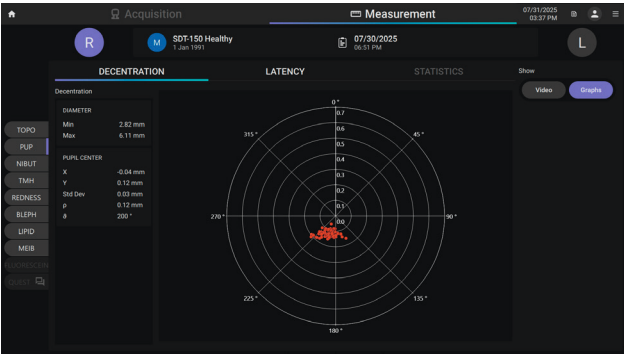 Acquisition
Measurement
07/31/2025
03:37 PM
R
M
SDT-150 Healthy
1 Jan 1991
07/30/2025
06:51 PM
L
DECENTRATION
LATENCY
STATISTICS
Show
Video
Graphs
Decentration
DIAMETER
Min 2.82 mm
Max 6.11 mm
PUPIL CENTER
X -0.04 mm
Y 0.12 mm
Std Dev 0.03 mm
ρ 0.12 mm
TOPO
PUP
NIBUT
TMH
REDNESS
BLEPH
LIPID
MEIB
QUEST
0°
0.7
0.6
0.5
0.4
0.3
0.2
0.1
0.0
315°
45°
270°
90°
225°
135°
180°
200°